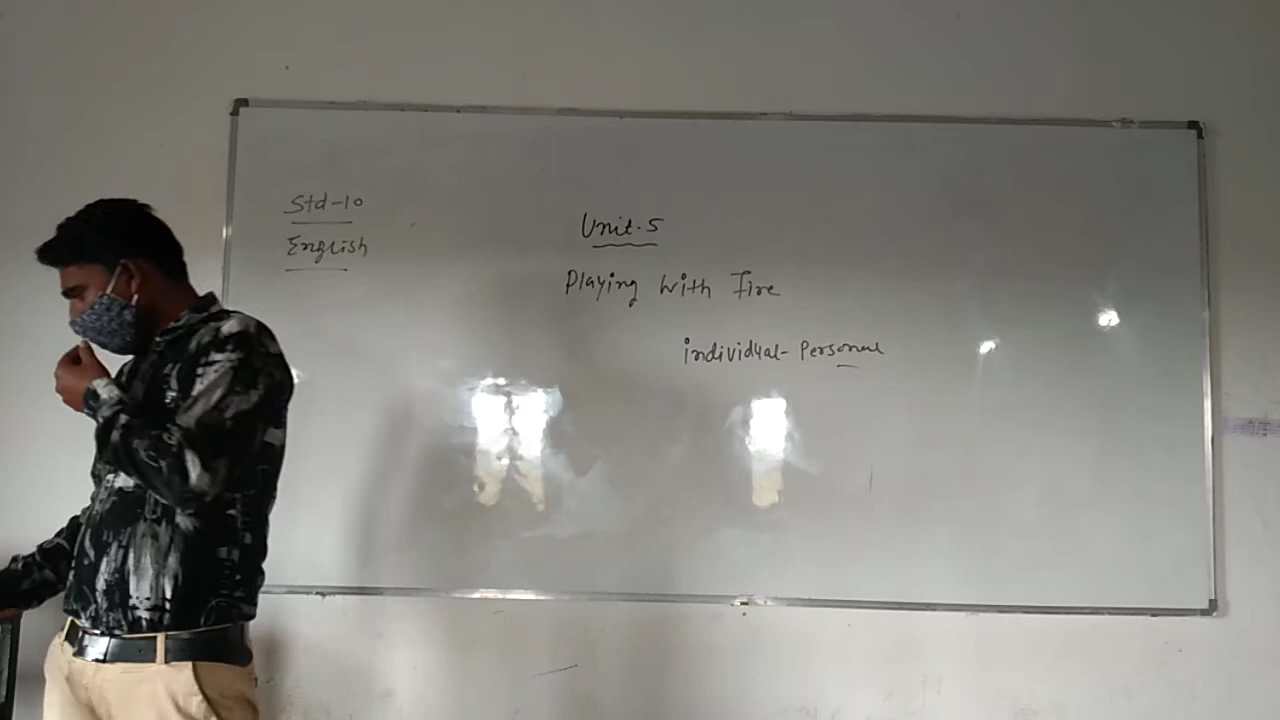 Std-10
English
Unit-5
Playing with Fire
individual- Personal